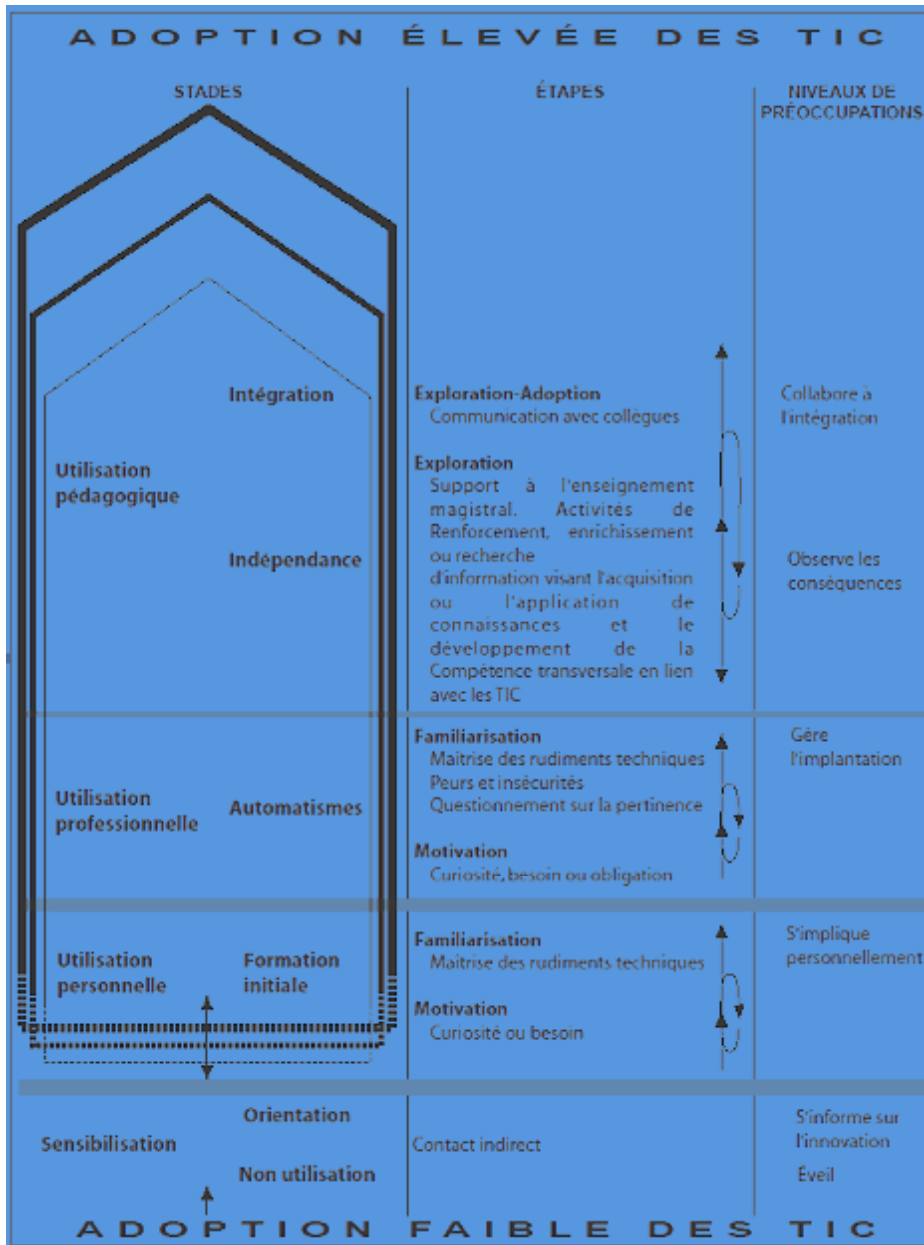 ADOPTION ÉLEVÉE DES TIC
STADES
ÉTAPES
NIVEAUX DE
PRÉOCCUPATIONS
Intégration
Exploration-Adoption
Communication avec collègues
Collabore à
l'intégration
Utilisation
pédagogique
Exploration
Support à l'enseignement
magistral. Activités de
Renforcement, enrichissement
ou recherche
d'information visant l'acquisition
ou l'application de
connaissances et le
développement de la
Compétence transversale en lien
avec les TIC
Indépendance
Observe les
conséquences
Utilisation
professionnelle
Automatismes
Familiarisation
Maitrise des rudiments techniques
Peurs et insécurités
Questionnement sur la pertinence
Motivation
Curiosité, besoin ou obligation
Gère
l'implantation
Utilisation
personnelle
Formation
initiale
Familiarisation
Maitrise des rudiments techniques
Motivation
Curiosité ou besoin
S'implique
personnellement
Sensibilisation
Orientation
Non utilisation
Contact indirect
S'informe sur
l'innovation
Éveil
ADOPTION FAIBLE DES TIC